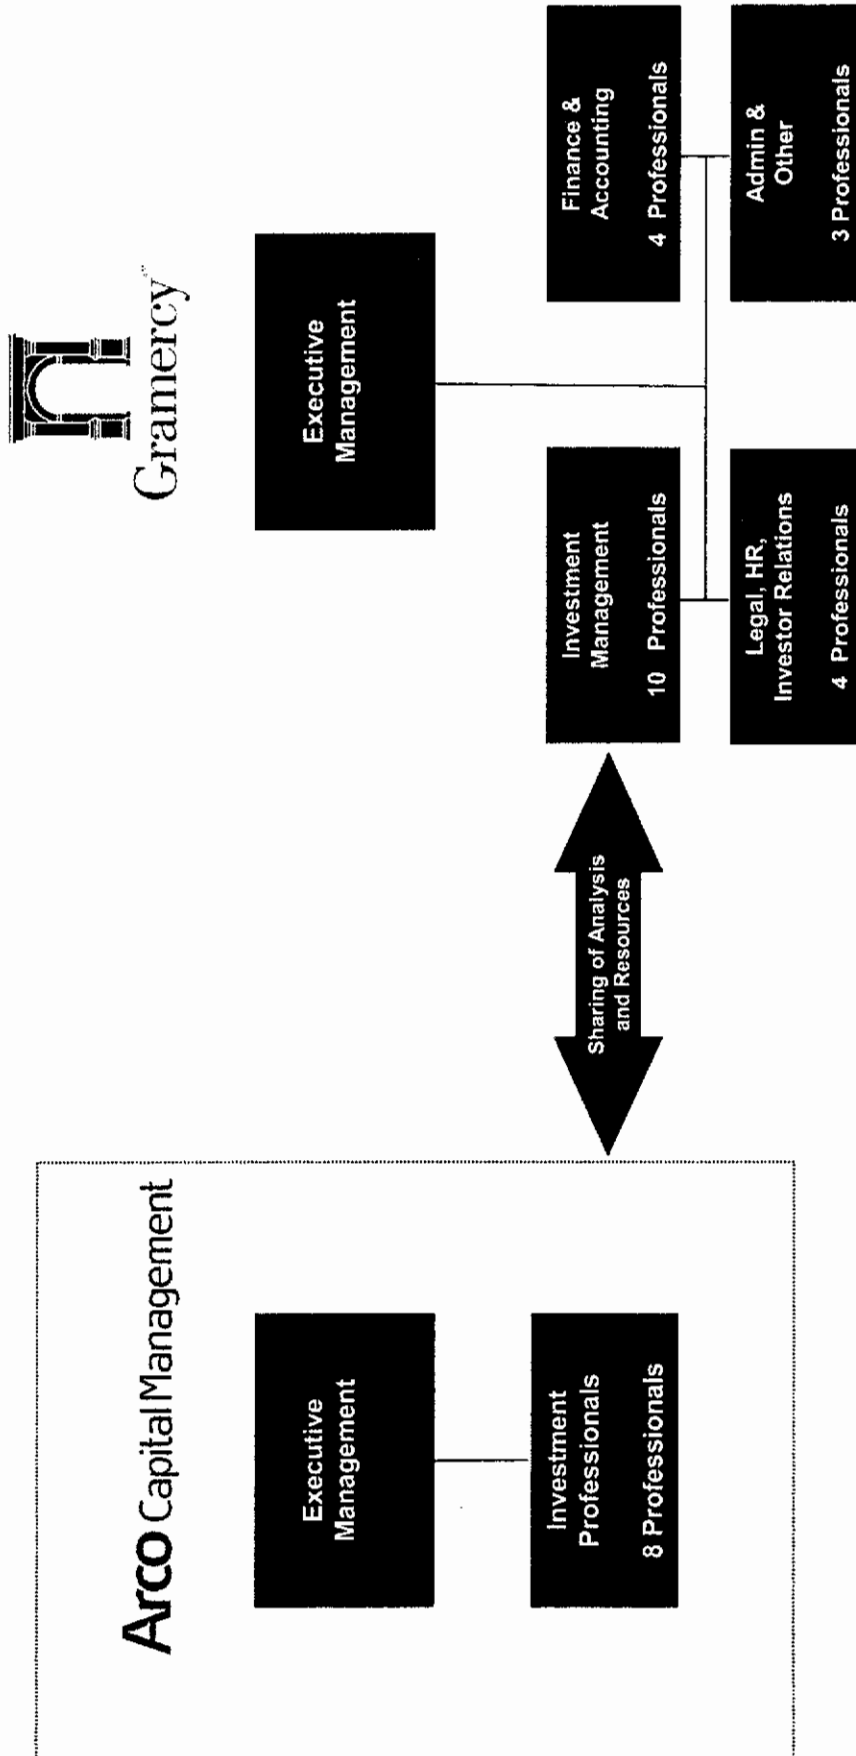 Arco Capital Management
Executive
Management
Investment
Professionals
8 Professionals
Sharing of Analysis
and Resources
Gramercy™
Executive
Management
Investment
Management
10 Professionals
Finance &
Accounting
4 Professionals
Legal, HR,
Investor Relations
4 Professionals
Admin &
Other
3 Professionals